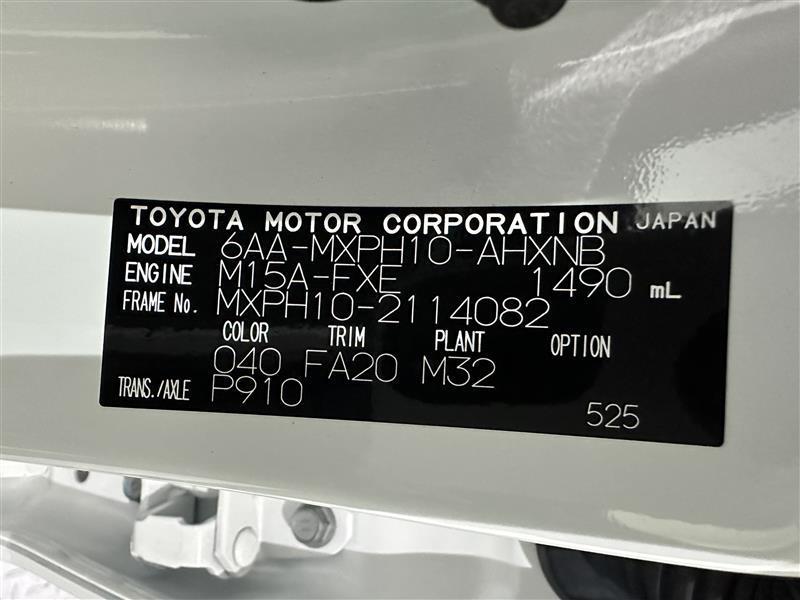 TOYOTA MOTOR CORPORATION JAPAN
MODEL 6AA-MXPH10-AHXNB
ENGINE M15A-FXE 1490 mL
FRAME No. MXPH10-2114082
COLOR TRIM PLANT OPTION
040 FA20 M32
TRANS./AXLE P910
525